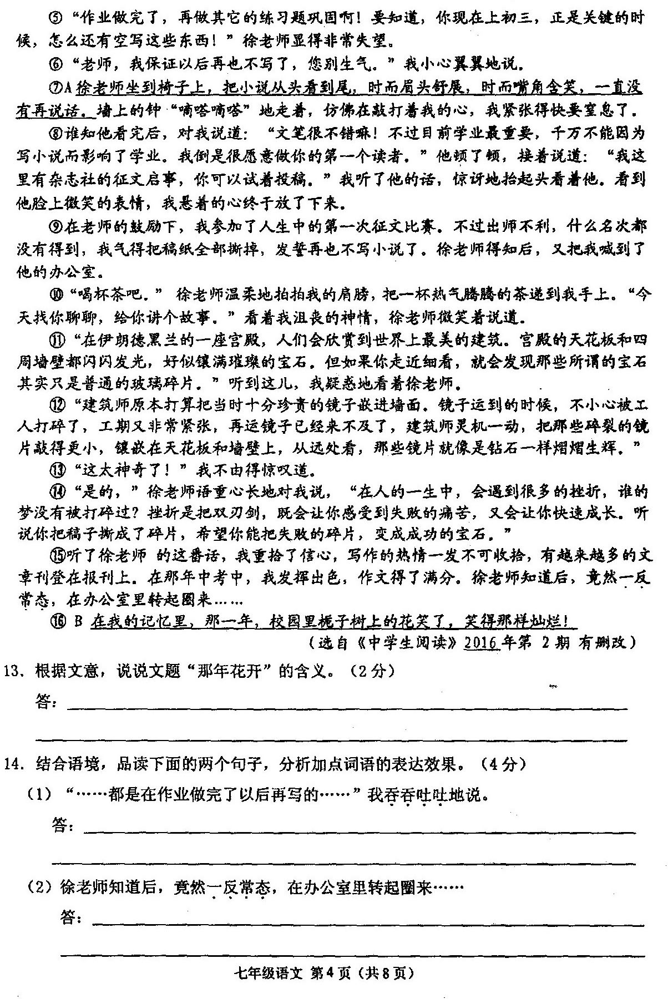 ⑤“作业做完了，再做其它的练习题巩固啊！要知道，你现在上初三，正是关键的时
候，怎么还有空写这些东西！”徐老师显得非常失望。
⑥“老师，我保证以后再也不写了，您别生气。”我小心翼翼地说。
⑦A徐老师坐到椅子上，把小说从头看到尾，时而眉头舒展，时而嘴角含笑，一直没
有再说话。墙上的钟“嘀嗒嘀嗒”地走着，仿佛在敲打着我的心，我紧张得快要窒息了。
⑧谁知他看完后，对我说道：“文笔很不错嘛！不过目前学业最重要，千万不能因为
写小说而影响了学业。我倒是很愿意做你的第一个读者。”他顿了顿，接着说道：“我这
里有杂志社的征文启事，你可以试着投稿。”我听了他的话，惊讶地抬起头看着他。看到
他脸上微笑的表情，我悬着的心终于放了下来。
⑨在老师的鼓励下，我参加了人生中的第一次征文比赛。不过出师不利，什么名次都
没有得到，我气得把稿纸全部撕掉，发誓再也不写小说了。徐老师得知后，又把我喊到了
他的办公室。
⑩“喝杯茶吧。”徐老师温柔地拍拍我的肩膀，把一杯热气腾腾的茶递到我手上。“今
天找你聊聊，给你讲个故事。”看着我沮丧的神情，徐老师微笑着说道。
⑪“在伊朗德黑兰的一座宫殿，人们会欣赏到世界上最美的建筑。宫殿的天花板和四
周墙壁都闪闪发光，好似镶满璀璨的宝石。但如果你走近细看，就会发现那些所谓的宝石
其实只是普通的玻璃碎片。”听到这儿，我疑惑地看着徐老师。
⑫“建筑师原本打算把当时十分珍贵的镜子嵌进墙面。镜子运到的时候，不小心被工
人打碎了，工期又非常紧张，再运镜子已经来不及了，建筑师灵机一动，把那些碎裂的镜
片敲得更小，镶嵌在天花板和墙壁上，从远处看，那些镜片就像是钻石一样熠熠生辉。”
⑬“这太神奇了！”我不由得惊叹道。
⑭“是的，”徐老师语重心长地对我说，“在人的一生中，会遇到很多的挫折，谁的
梦没有被打碎过？挫折是把双刃剑，既会让你感受到失败的痛苦，又会让你快速成长。听
说你把稿子撕成了碎片，希望你能把失败的碎片，变成成功的宝石。”
⑮听了徐老师 的这番话，我重拾了信心，写作的热情一发不可收拾，有越来越多的文
章刊登在报刊上。在那年中考中，我发挥出色，作文得了满分。徐老师知道后，竟然一反
常态，在办公室里转起圈来……
⑯ B 在我的记忆里，那一年，校园里栀子树上的花笑了，笑得那样灿烂！
（选自《中学生阅读》2016年第 2期 有删改）
13．根据文意，说说文题“那年花开”的含义。（2分）
答：
14．结合语境，品读下面的两个句子，分析加点词语的表达效果。（4分）
（1）“……都是在作业做完了以后再写的……”我吞吞吐吐地说。
答：
（2）徐老师知道后，竟然一反常态，在办公室里转起圈来……
答：
七年级语文 第4页（共8页）